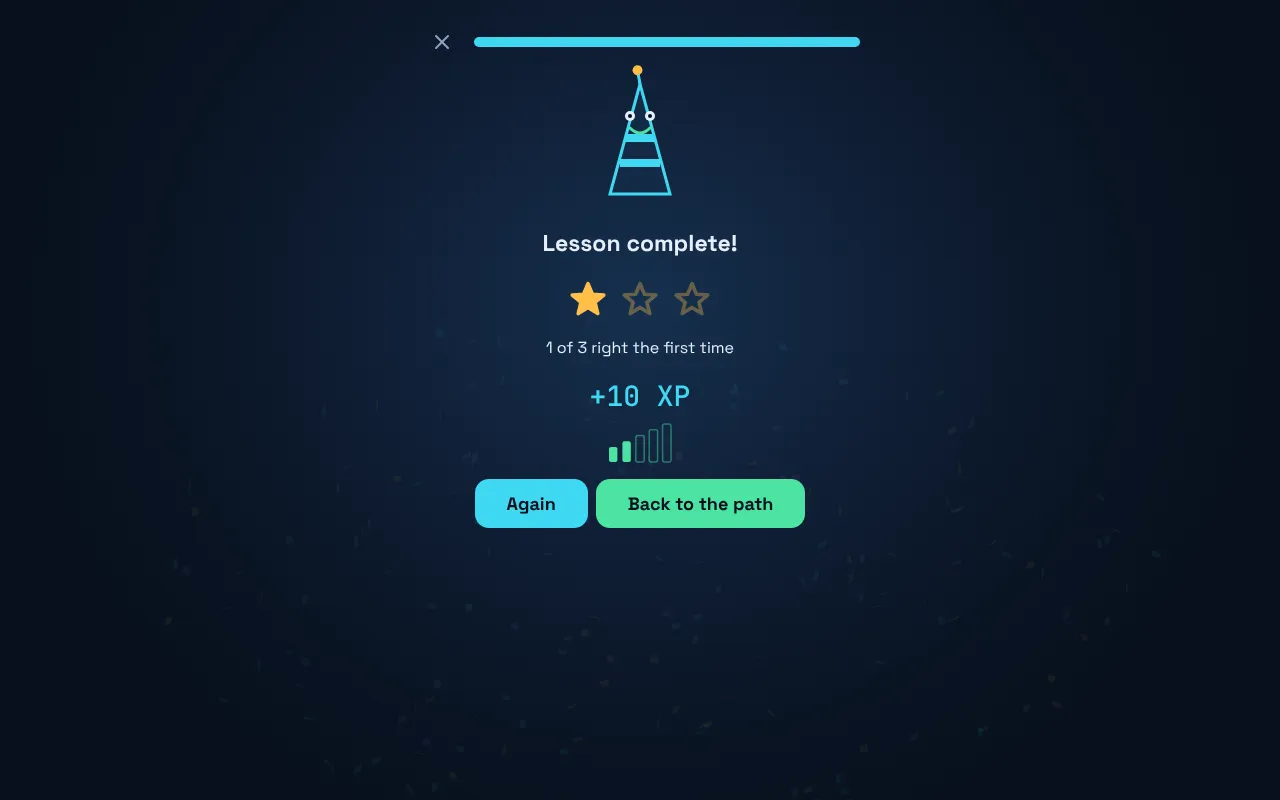 Lesson complete!
1 of 3 right the first time
+10 XP
Again
Back to the path